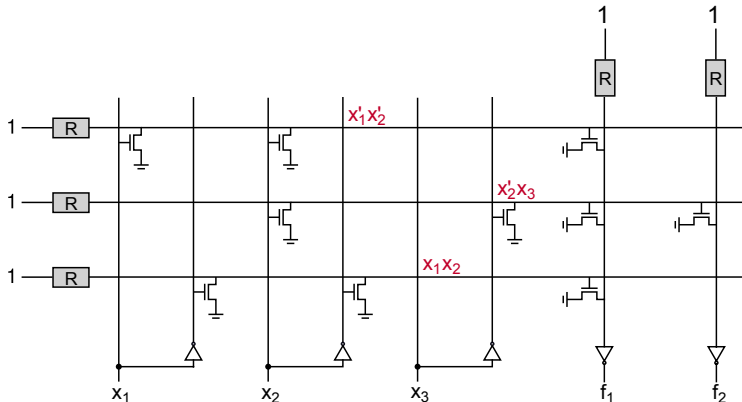 1 1
R R
1 R x'₁x'₂
1 R x'₂x₃
1 R x₁x₂
x₁ x₂ x₃ f₁ f₂